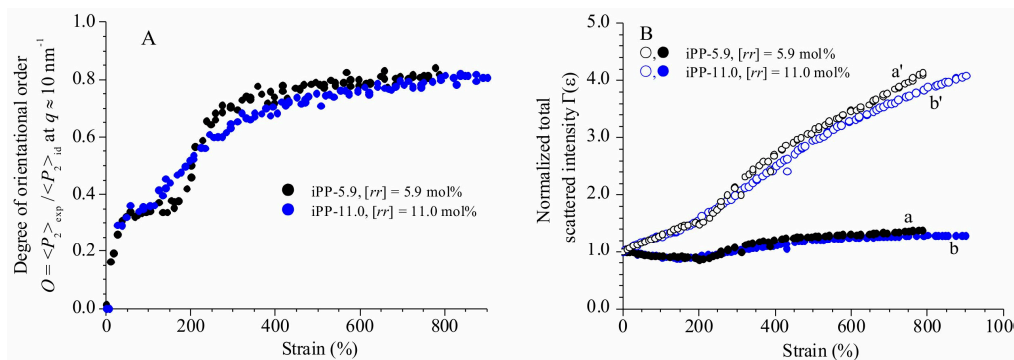 A
Degree of orientational order
O = <P2>exp /<P2>id at q ≈ 10 nm-1
1.0
0.8
0.6
0.4
0.2
0.0
iPP-5.9, [rr] = 5.9 mol%
iPP-11.0, [rr] = 11.0 mol%
0 200 400 600 800
Strain (%)
B
Normalized total
scattered intensity Γ(ε)
5.0
4.0
3.0
2.0
1.0
0.0
, iPP-5.9, [rr] = 5.9 mol%
, iPP-11.0, [rr] = 11.0 mol%
a'
b'
a
b
0 200 400 600 800 100
Strain (%)